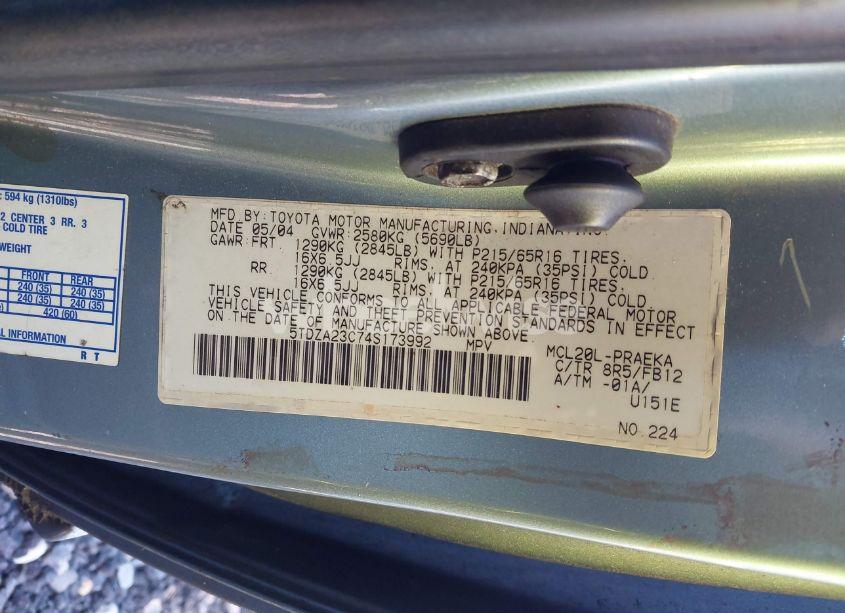 : 594 kg (1310lbs)
2 CENTER 3 RR. 3
COLD TIRE
WEIGHT
FRONT REAR
240 (35) 240 (35)
240 (35) 240 (35)
420 (60)
AL INFORMATION
R T
MFD. BY: TOYOTA MOTOR MANUFACTURING, INDIANA, INC.
DATE 05/04 GVWR: 2580KG (5690LB)
GAWR: FRT 1290KG (2845LB) WITH P215/65R16 TIRES.
16X6.5JJ RIMS, AT 240KPA (35PSI) COLD
RR 1290KG (2845LB) WITH P215/65R16 TIRES.
16X6.5JJ RIMS, AT 240KPA (35PSI) COLD
THIS VEHICLE CONFORMS TO ALL APPLICABLE FEDERAL MOTOR
VEHICLE SAFETY AND THEFT PREVENTION STANDARDS IN EFFECT
ON THE DATE OF MANUFACTURE SHOWN ABOVE.
5TDZA23C74S173992 MPV
MCL20L-PRAEKA
C/TR 8R5/FB12
A/TM -01A/
U151E
NO. 224